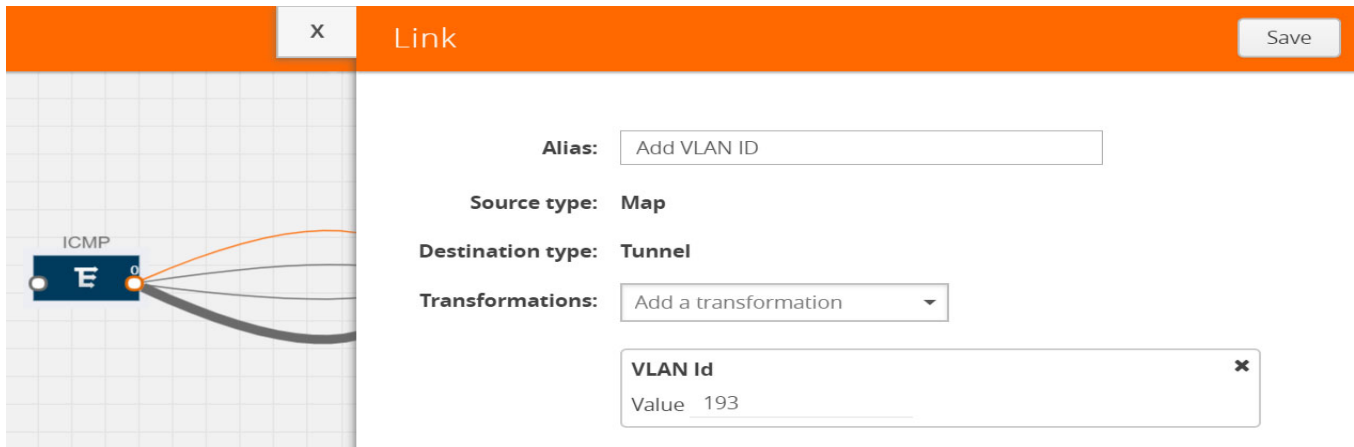 X
Link
Save
Alias: Add VLAN ID
Source type: Map
ICMP
0
Destination type: Tunnel
Transformations: Add a transformation
VLAN Id
Value 193